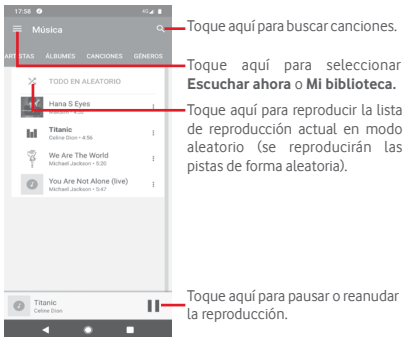 17:58
4G
Música
ARTISTAS ÁLBUMES CANCIONES GÉNEROS
TODO EN ALEATORIO
Hana S Eyes
Titanic
Celine Dion • 4:56
We Are The World
Michael Jackson • 5:20
You Are Not Alone (live)
Michael Jackson • 5:47
Titanic
Celine Dion
Toque aquí para buscar canciones.
Toque aquí para seleccionar
Escuchar ahora o Mi biblioteca.
Toque aquí para reproducir la lista
de reproducción actual en modo
aleatorio (se reproducirán las
pistas de forma aleatoria).
Toque aquí para pausar o reanudar
la reproducción.